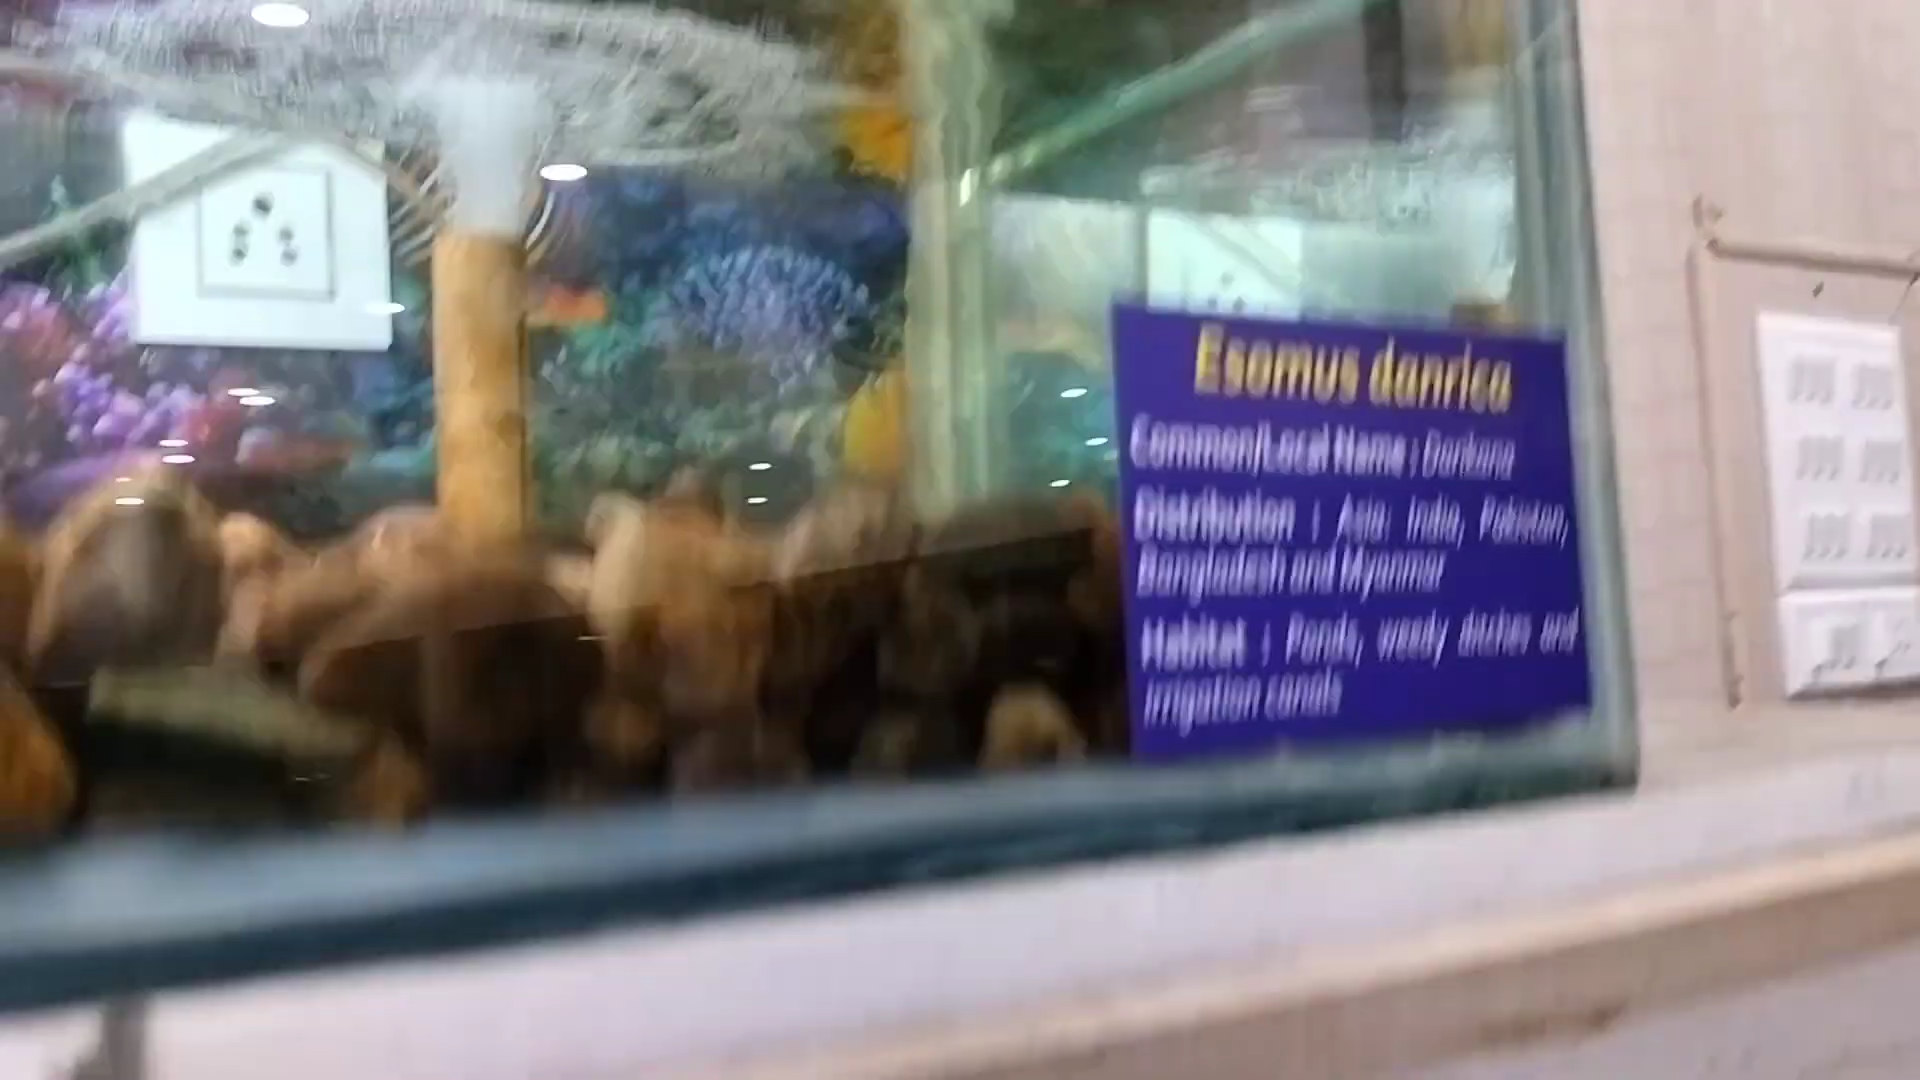 Esomus danrica
Common/Local Name : Darikana
Distribution : Asia: India, Pakistan,
Bangladesh and Myanmar
Habitat : Ponds, weedy ditches and
irrigation canals